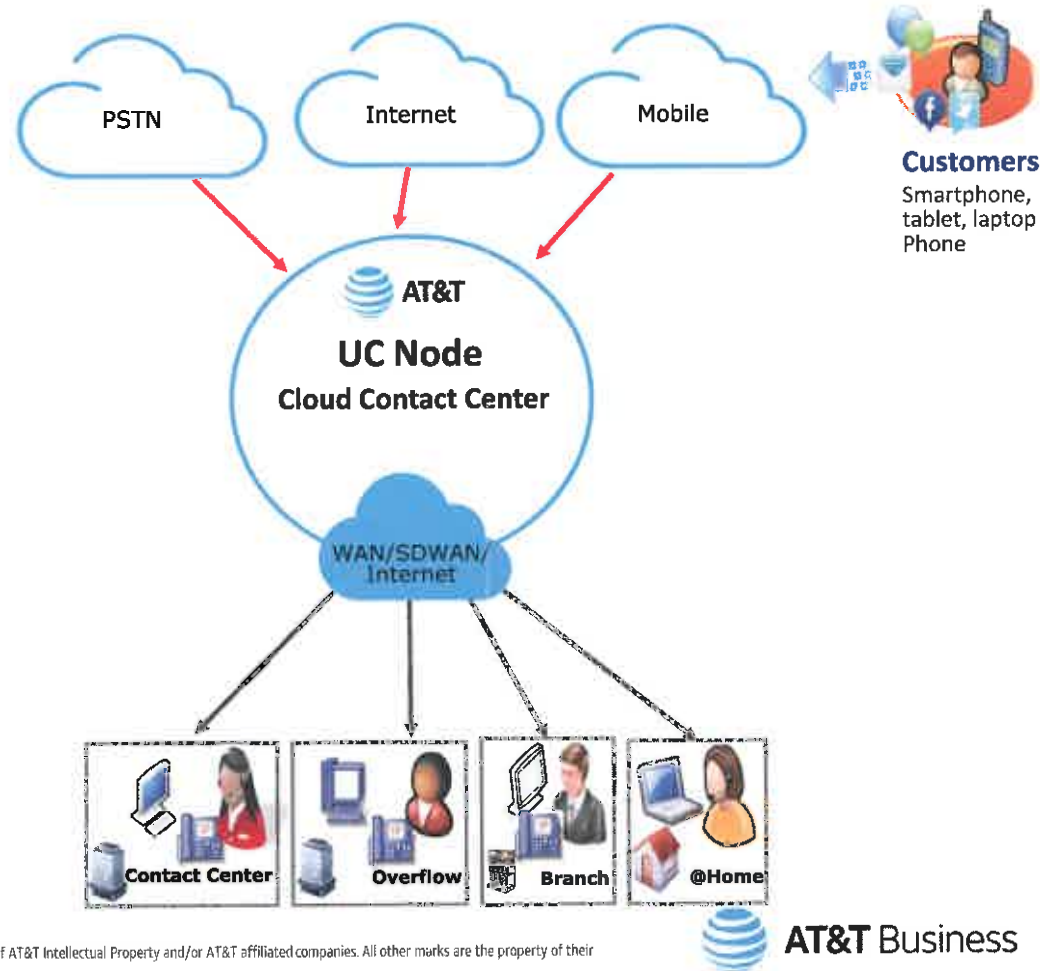 PSTN
Internet
Mobile
Customers
Smartphone,
tablet, laptop
Phone
AT&T
UC Node
Cloud Contact Center
WAN/SDWAN/
Internet
Contact Center
Overflow
Branch
@Home
f AT&T Intellectual Property and/or AT&T affiliated companies. All other marks are the property of their
AT&T Business